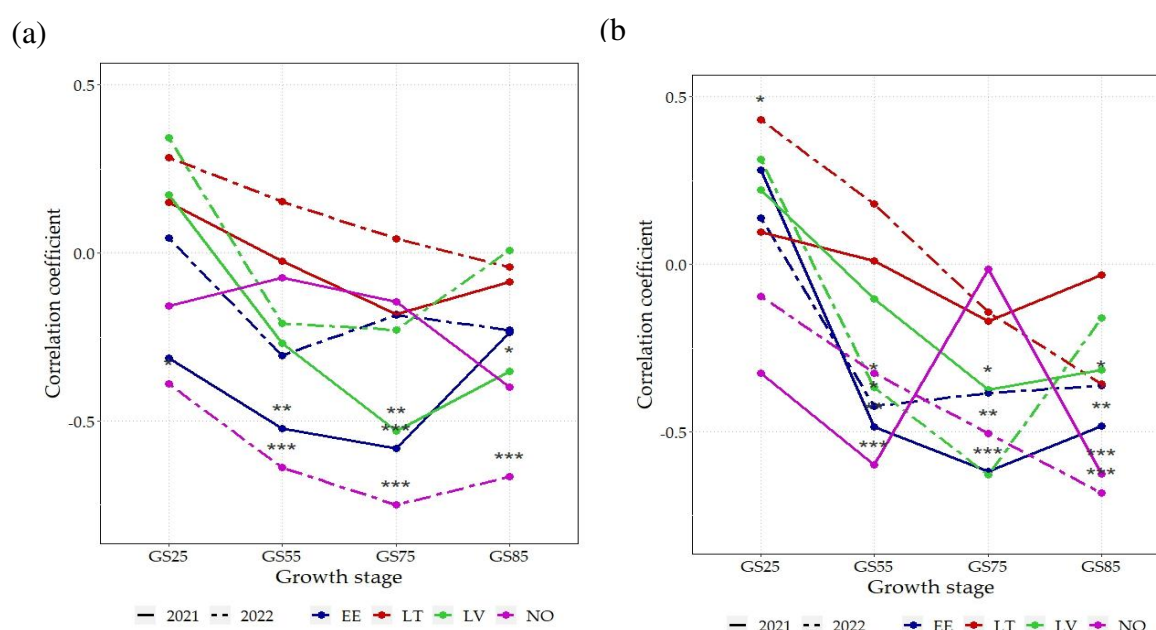 (a)
0.5
*
**
**
*
***
***
***
***
0.0
-0.5
Correlation coefficient
GS25 GS55 GS75 GS85
Growth stage
2021 2022 EE LT LV NO
(b
0.5
*
0.0
*
*
*
*
**
**
**
***
***
***
***
-0.5
Correlation coefficient
GS25 GS55 GS75 GS85
Growth stage
2021 2022 EE LT LV NO